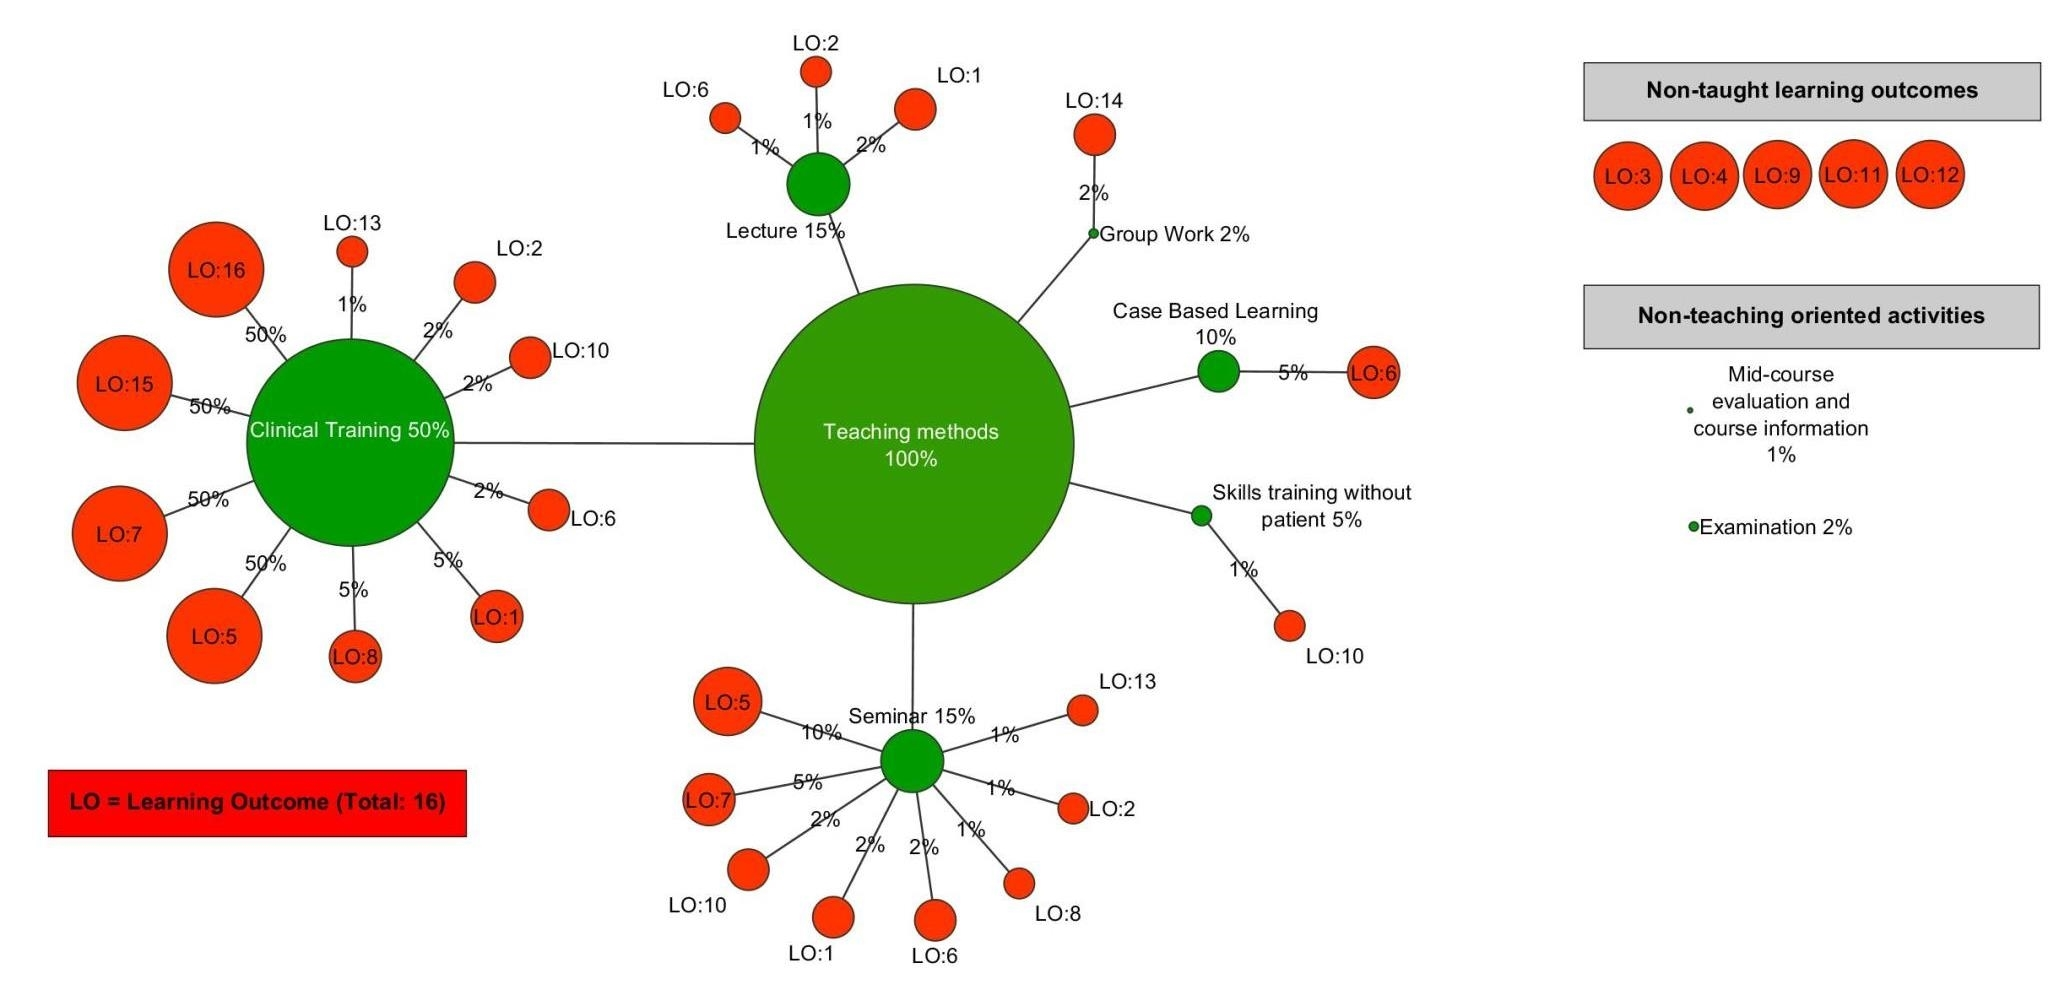 LO:2
LO:6
LO:1
1%
1%
2%
Lecture 15%
LO:14
2%
Group Work 2%
Case Based Learning
10%
5%
LO:6
Teaching methods
100%
Skills training without
patient 5%
1%
LO:10
LO:13
LO:16
LO:2
1%
50%
2%
LO:10
2%
LO:15
50%
Clinical Training 50%
50%
LO:7
2%
LO:6
50%
5%
5%
LO:5
LO:8
LO:1
Seminar 15%
LO:5
10%
1%
LO:13
LO:7
5%
1%
LO:2
2%
2%
2%
1%
LO:10
LO:1
LO:6
LO:8
LO = Learning Outcome (Total: 16)
Non-taught learning outcomes
LO:3
LO:4
LO:9
LO:11
LO:12
Non-teaching oriented activities
Mid-course
evaluation and
course information
1%
Examination 2%